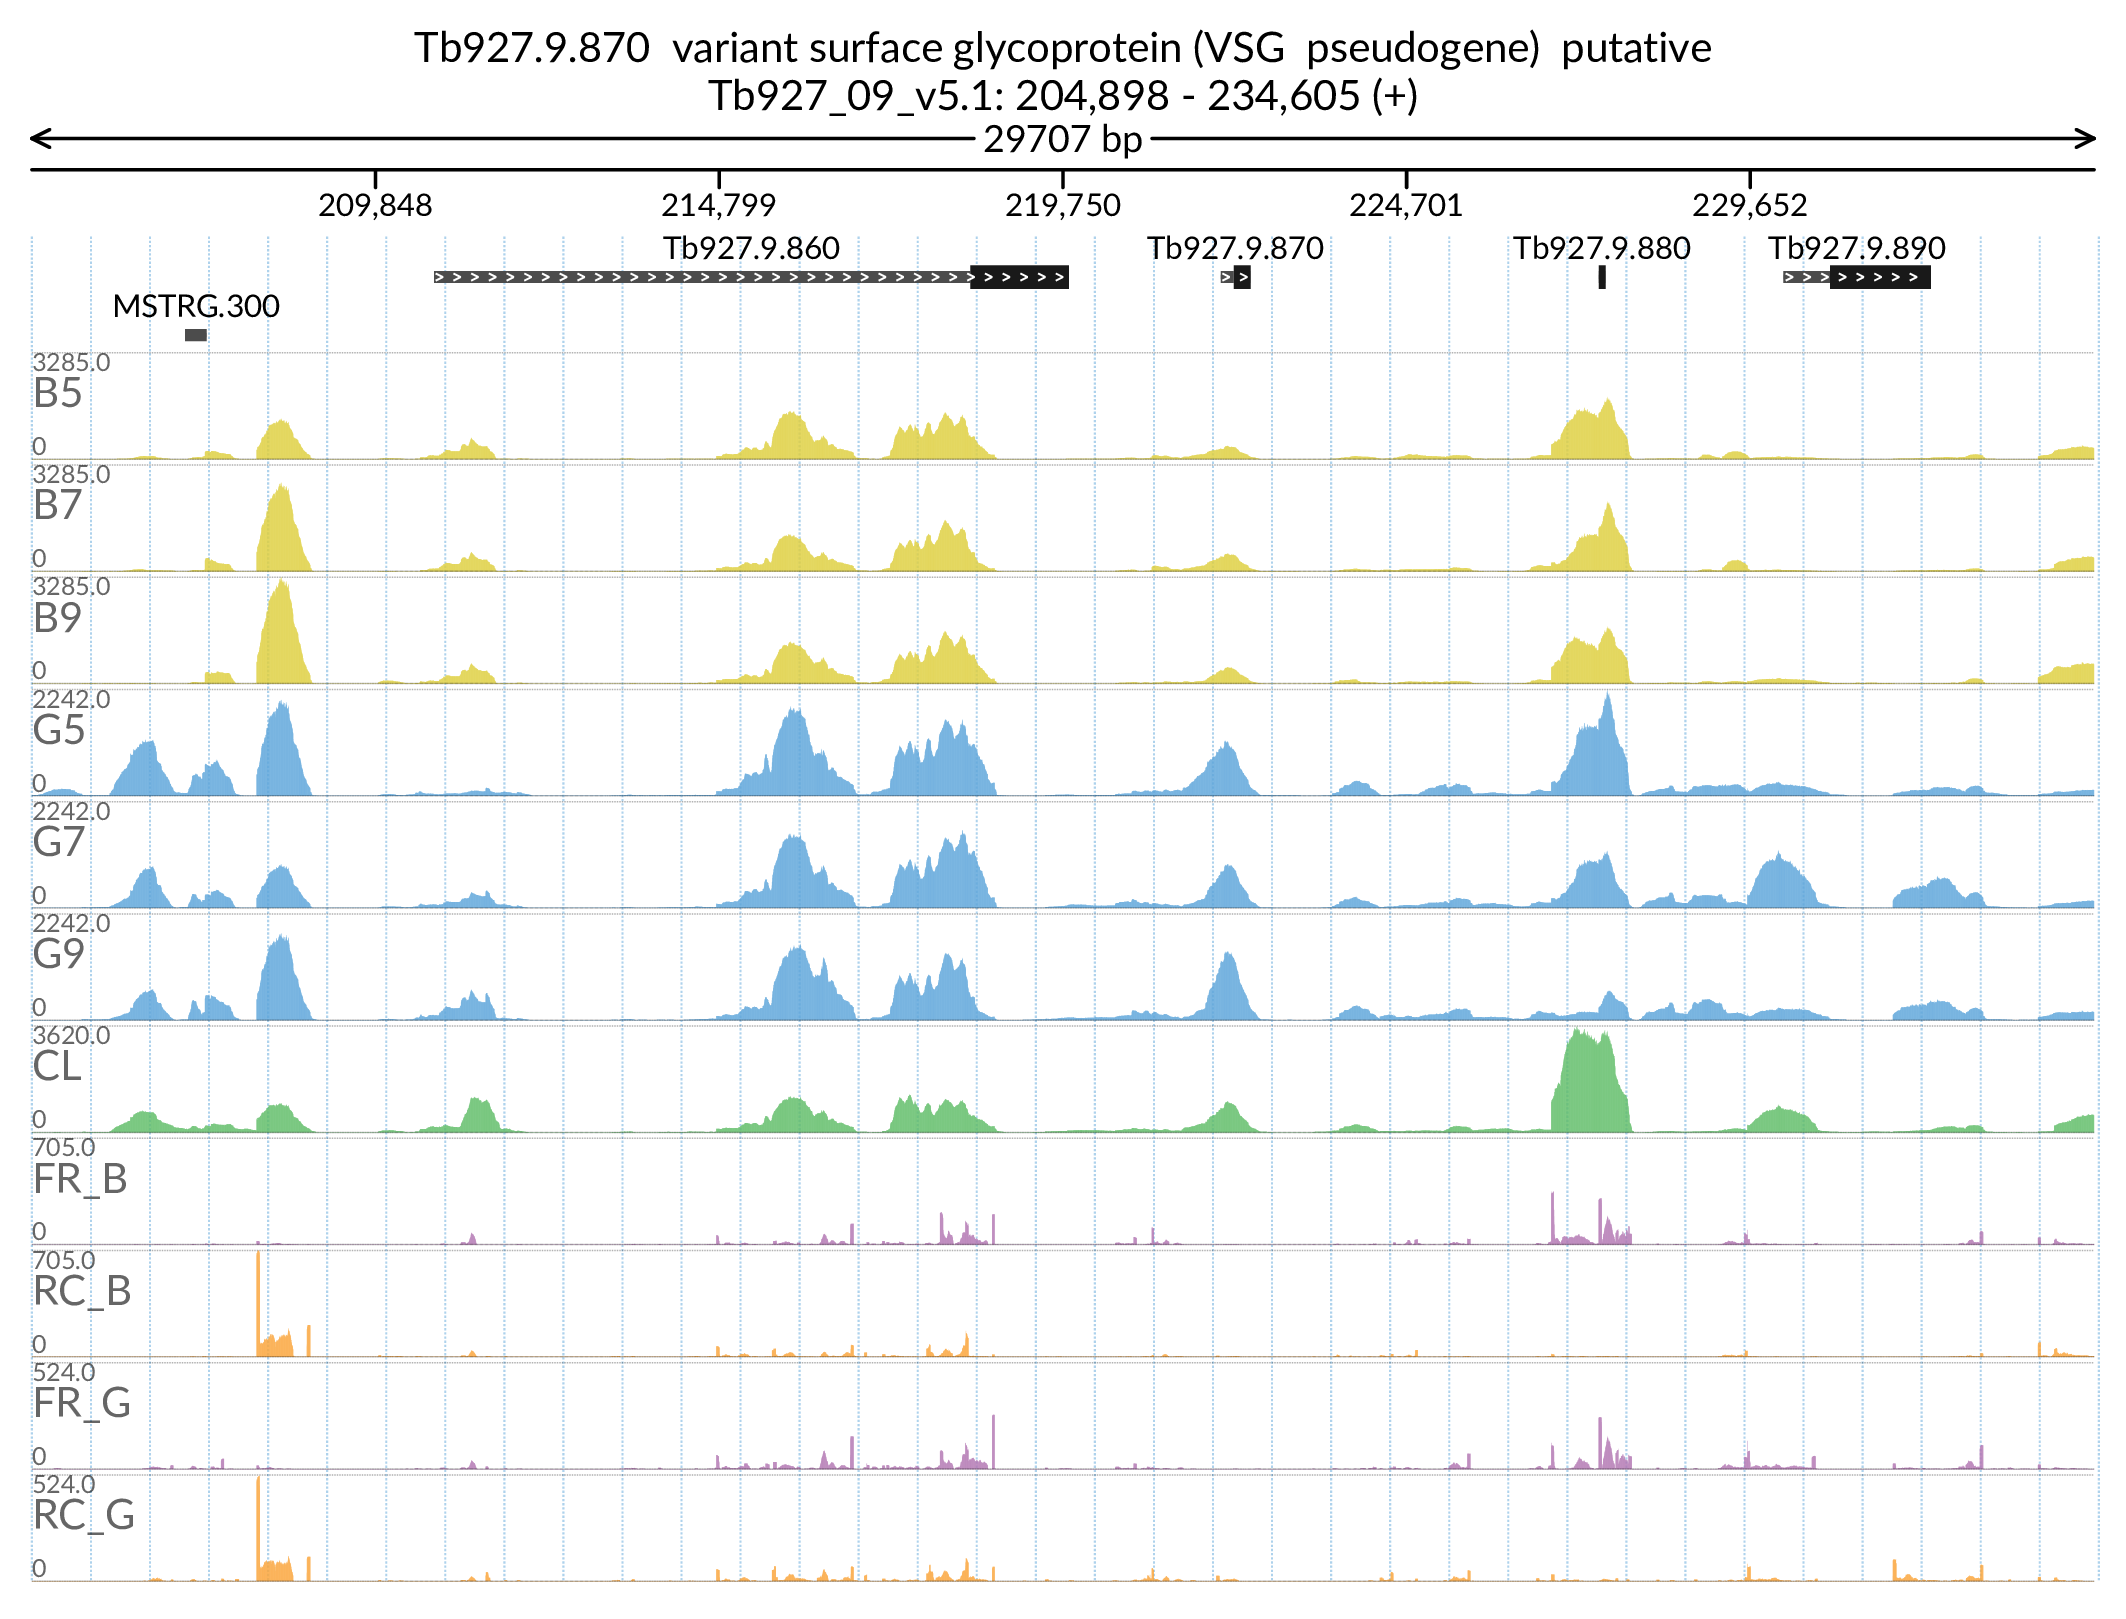 Tb927.9.870  variant surface glycoprotein (VSG  pseudogene)  putative
Tb927_09_v5.1: 204,898 - 234,605 (+)
29707 bp
209,848 214,799 219,750 224,701 229,652
Tb927.9.860 Tb927.9.870 Tb927.9.880 Tb927.9.890
MSTRG.300
3285.0
B5
0
3285.0
B7
0
3285.0
B9
0
2242.0
G5
0
2242.0
G7
0
2242.0
G9
0
3620.0
CL
0
705.0
FR_B
0
705.0
RC_B
0
524.0
FR_G
0
524.0
RC_G
0